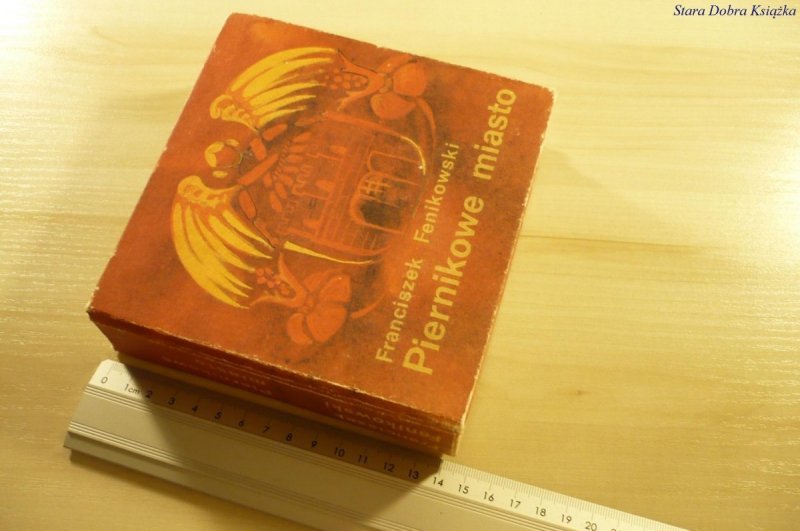 Stara Dobra Książka
Franciszek Fenikowski
Piernikowe miasto
0 1cm 2 3 4 5 6 7 8 9 10 11 12 13 14 15 16 17 18 19 20